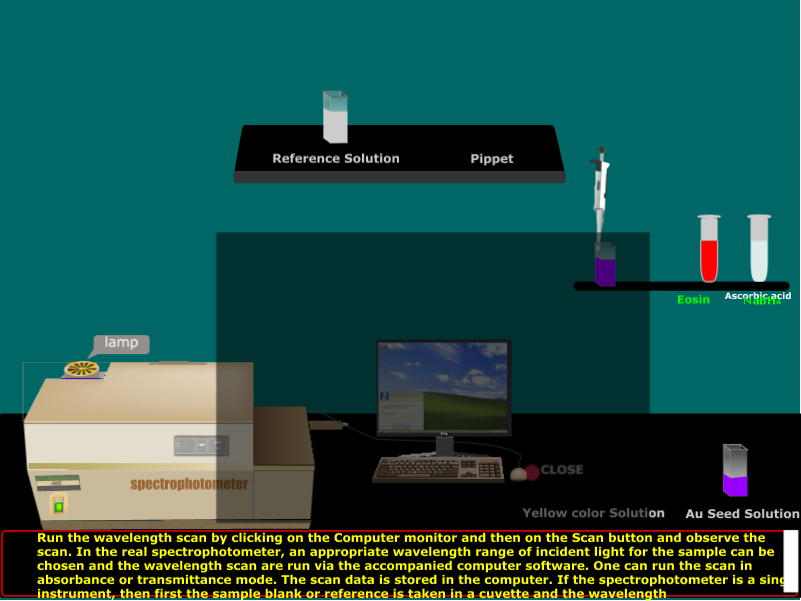 Reference Solution
Pippet
Ascorbic acid
Eosin
lamp
spectrophotometer
CLOSE
Yellow color Solution
Au Seed Solution
Run the wavelength scan by clicking on the Computer monitor and then on the Scan button and observe the
scan. In the real spectrophotometer, an appropriate wavelength range of incident light for the sample can be
chosen and the wavelength scan are run via the accompanied computer software. One can run the scan in
absorbance or transmittance mode. The scan data is stored in the computer. If the spectrophotometer is a sing
instrument, then first the sample blank or reference is taken in a cuvette and the wavelength